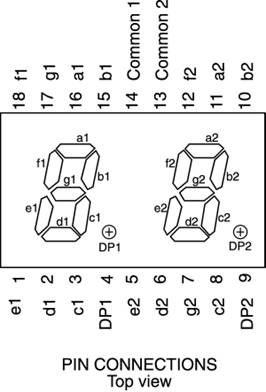 18 f1
17 g1
16 a1
15 b1
14 Common 1
13 Common 2
12 f2
11 a2
10 b2
a1
f1
g1
b1
e1
d1
c1
DP1
a2
f2
g2
b2
e2
d2
c2
DP2
e1 1
d1 2
c1 3
DP1 4
e2 5
d2 6
g2 7
c2 8
DP2 9
PIN CONNECTIONS
Top view